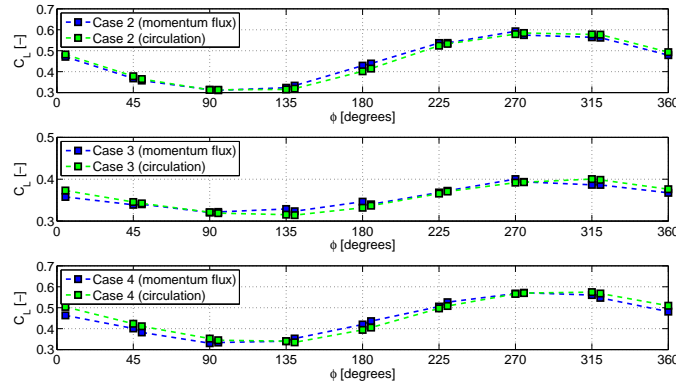 0.7
0.6
0.5
0.4
0.3
C_L [−]
Case 2 (momentum flux)
Case 2 (circulation)
0 45 90 135 180 225 270 315 360
ϕ [degrees]
0.5
0.4
0.3
C_L [−]
Case 3 (momentum flux)
Case 3 (circulation)
0 45 90 135 180 225 270 315 360
ϕ [degrees]
0.7
0.6
0.5
0.4
0.3
C_L [−]
Case 4 (momentum flux)
Case 4 (circulation)
0 45 90 135 180 225 270 315 360
ϕ [degrees]